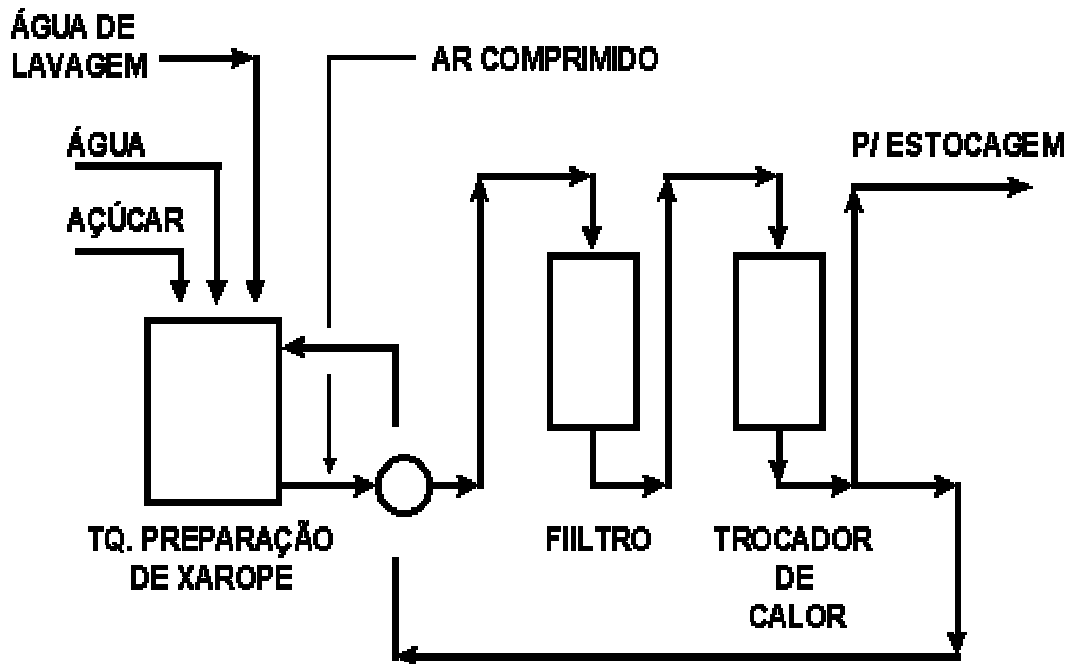 ÁGUA DE
LAVAGEM
AR COMPRIMIDO
ÁGUA
P/ ESTOCAGEM
AÇÚCAR
TQ. PREPARAÇÃO
DE XAROPE
FIILTRO
TROCADOR
DE
CALOR